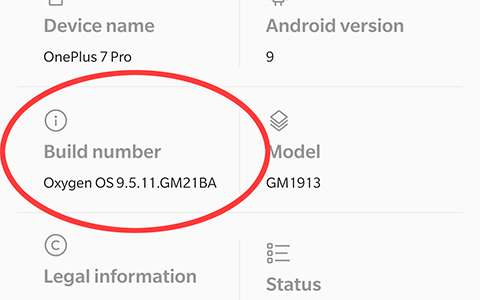 Device name
Android version
OnePlus 7 Pro
9
Build number
Model
Oxygen OS 9.5.11.GM21BA
GM1913
Legal information
Status